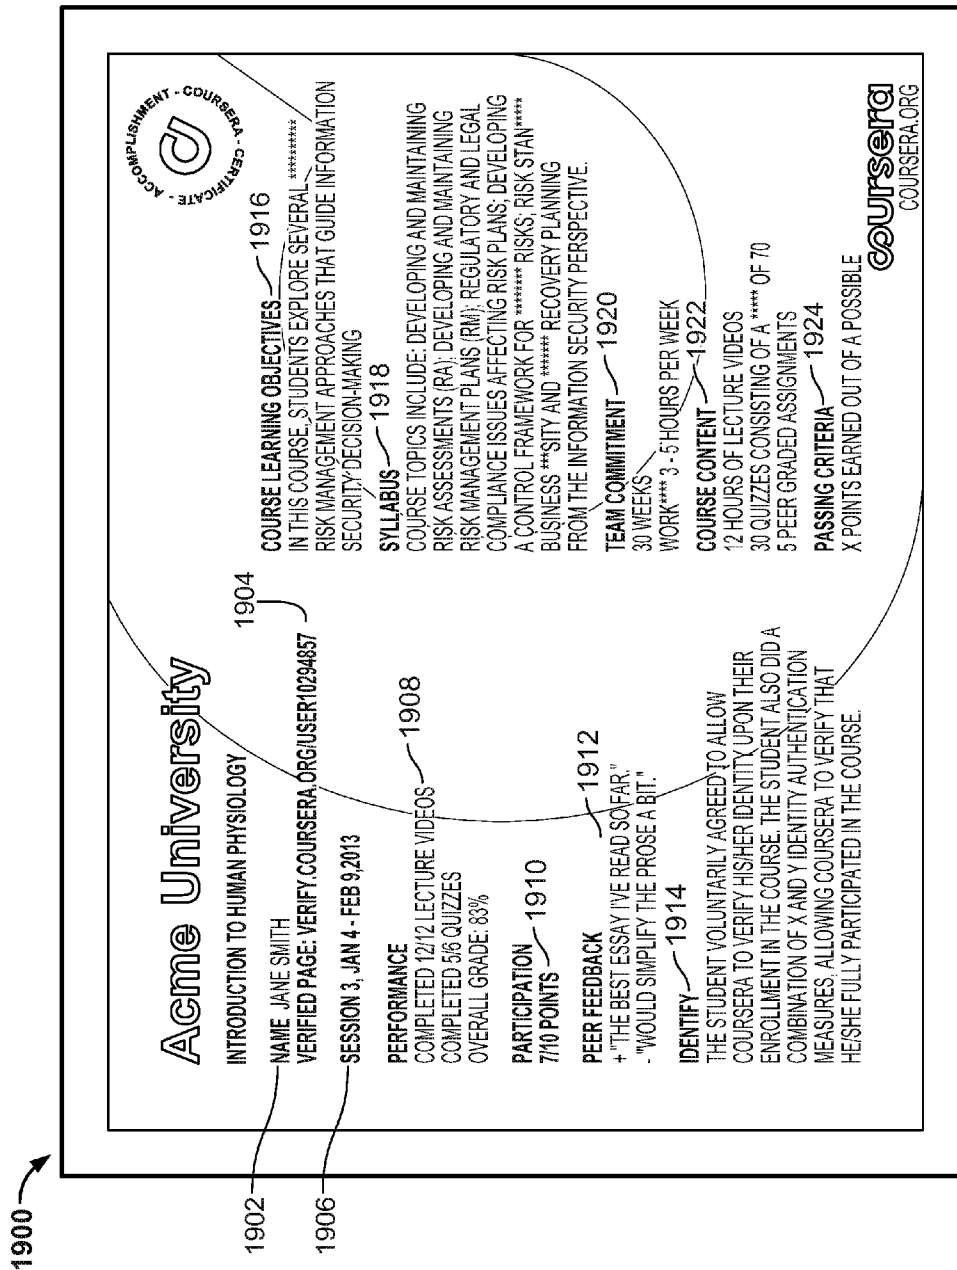 1900
Acme University
INTRODUCTION TO HUMAN PHYSIOLOGY
1902
NAME JANE SMITH
1904
VERIFIED PAGE: VERIFY.COURSERA.ORG/USER10294857
1906
SESSION 3, JAN 4 - FEB 9,2013
PERFORMANCE
COMPLETED 12/12 LECTURE VIDEOS 1908
COMPLETED 5/6 QUIZZES
OVERALL GRADE: 83%
PARTICIPATION
7/10 POINTS 1910
PEER FEEDBACK 1912
+ "THE BEST ESSAY I'VE READ SO FAR."
- "WOULD SIMPLIFY THE PROSE A BIT."
IDENTIFY 1914
THE STUDENT VOLUNTARILY AGREED TO ALLOW
COURSERA TO VERIFY HIS/HER IDENTITY UPON THEIR
ENROLLMENT IN THE COURSE. THE STUDENT ALSO DID A
COMBINATION OF X AND Y IDENTITY AUTHENTICATION
MEASURES, ALLOWING COURSERA TO VERIFY THAT
HE/SHE FULLY PARTICIPATED IN THE COURSE.
ACCOMPLISHMENT - COURSERA - CERTIFICATE -
COURSE LEARNING OBJECTIVES 1916
IN THIS COURSE, STUDENTS EXPLORE SEVERAL **********
RISK MANAGEMENT APPROACHES THAT GUIDE INFORMATION
SECURITY DECISION-MAKING
SYLLABUS 1918
COURSE TOPICS INCLUDE: DEVELOPING AND MAINTAINING
RISK ASSESSMENTS (RA); DEVELOPING AND MAINTAINING
RISK MANAGEMENT PLANS (RM); REGULATORY AND LEGAL
COMPLIANCE ISSUES AFFECTING RISK PLANS; DEVELOPING
A CONTROL FRAMEWORK FOR ******* RISKS; RISK STAN*****
BUSINESS ***SITY AND ******* RECOVERY PLANNING
FROM THE INFORMATION SECURITY PERSPECTIVE.
TEAM COMMITMENT 1920
30 WEEKS
WORK**** 3 - 5 HOURS PER WEEK
COURSE CONTENT 1922
12 HOURS OF LECTURE VIDEOS
30 QUIZZES CONSISTING OF A ***** OF 70
5 PEER GRADED ASSIGNMENTS
PASSING CRITERIA 1924
X POINTS EARNED OUT OF A POSSIBLE
coursera
COURSERA.ORG